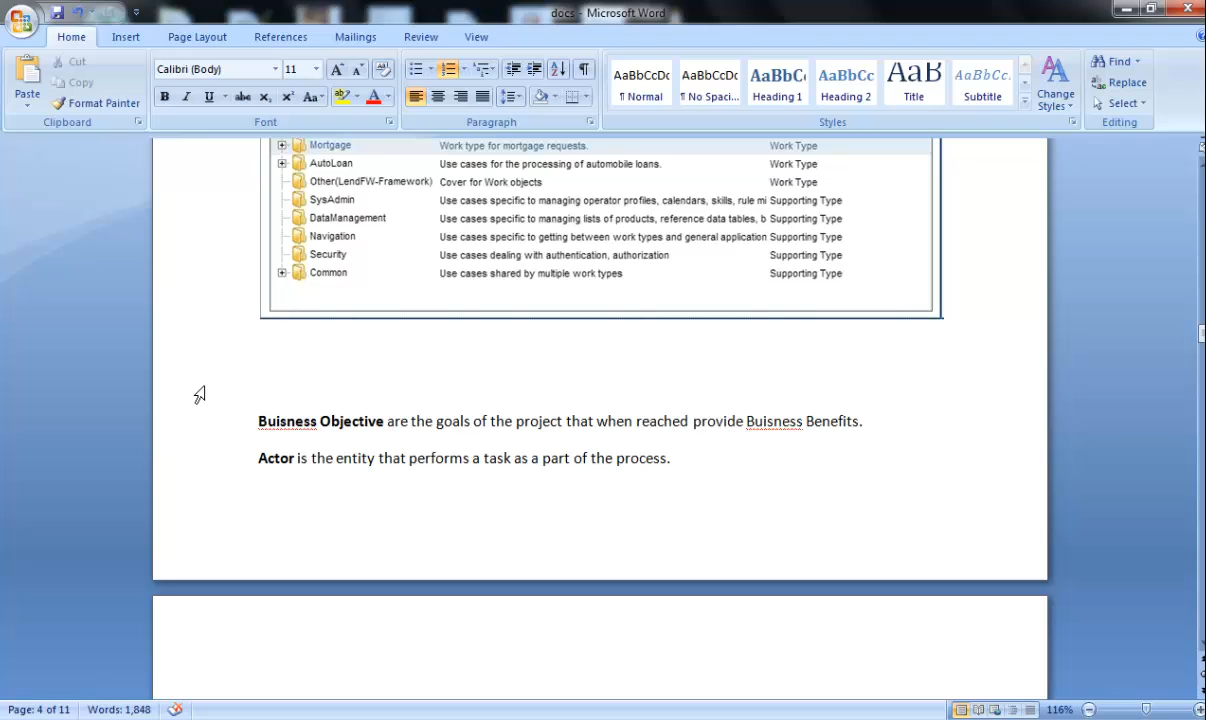 docs - Microsoft Word
Home Insert Page Layout References Mailings Review View
Paste
Cut
Copy
Format Painter
Clipboard
Calibri (Body) 11
B I U abc x₂ x² Aa A
Font
Paragraph
AaBbCcDc AaBbCcDc AaBbC AaBbCc AaB AaBbCc.
¶ Normal ¶ No Spaci... Heading 1 Heading 2 Title Subtitle
Change
Styles
Styles
Find
Replace
Select
Editing
Mortgage Work type for mortgage requests. Work Type
AutoLoan Use cases for the processing of automobile loans. Work Type
Other(LendFW-Framework) Cover for Work objects Work Type
SysAdmin Use cases specific to managing operator profiles, calendars, skills, rule mi Supporting Type
DataManagement Use cases specific to managing lists of products, reference data tables, b Supporting Type
Navigation Use cases specific to getting between work types and general application Supporting Type
Security Use cases dealing with authentication, authorization Supporting Type
Common Use cases shared by multiple work types Supporting Type
Buisness Objective are the goals of the project that when reached provide Buisness Benefits.
Actor is the entity that performs a task as a part of the process.
Page: 4 of 11 Words: 1,848 116%